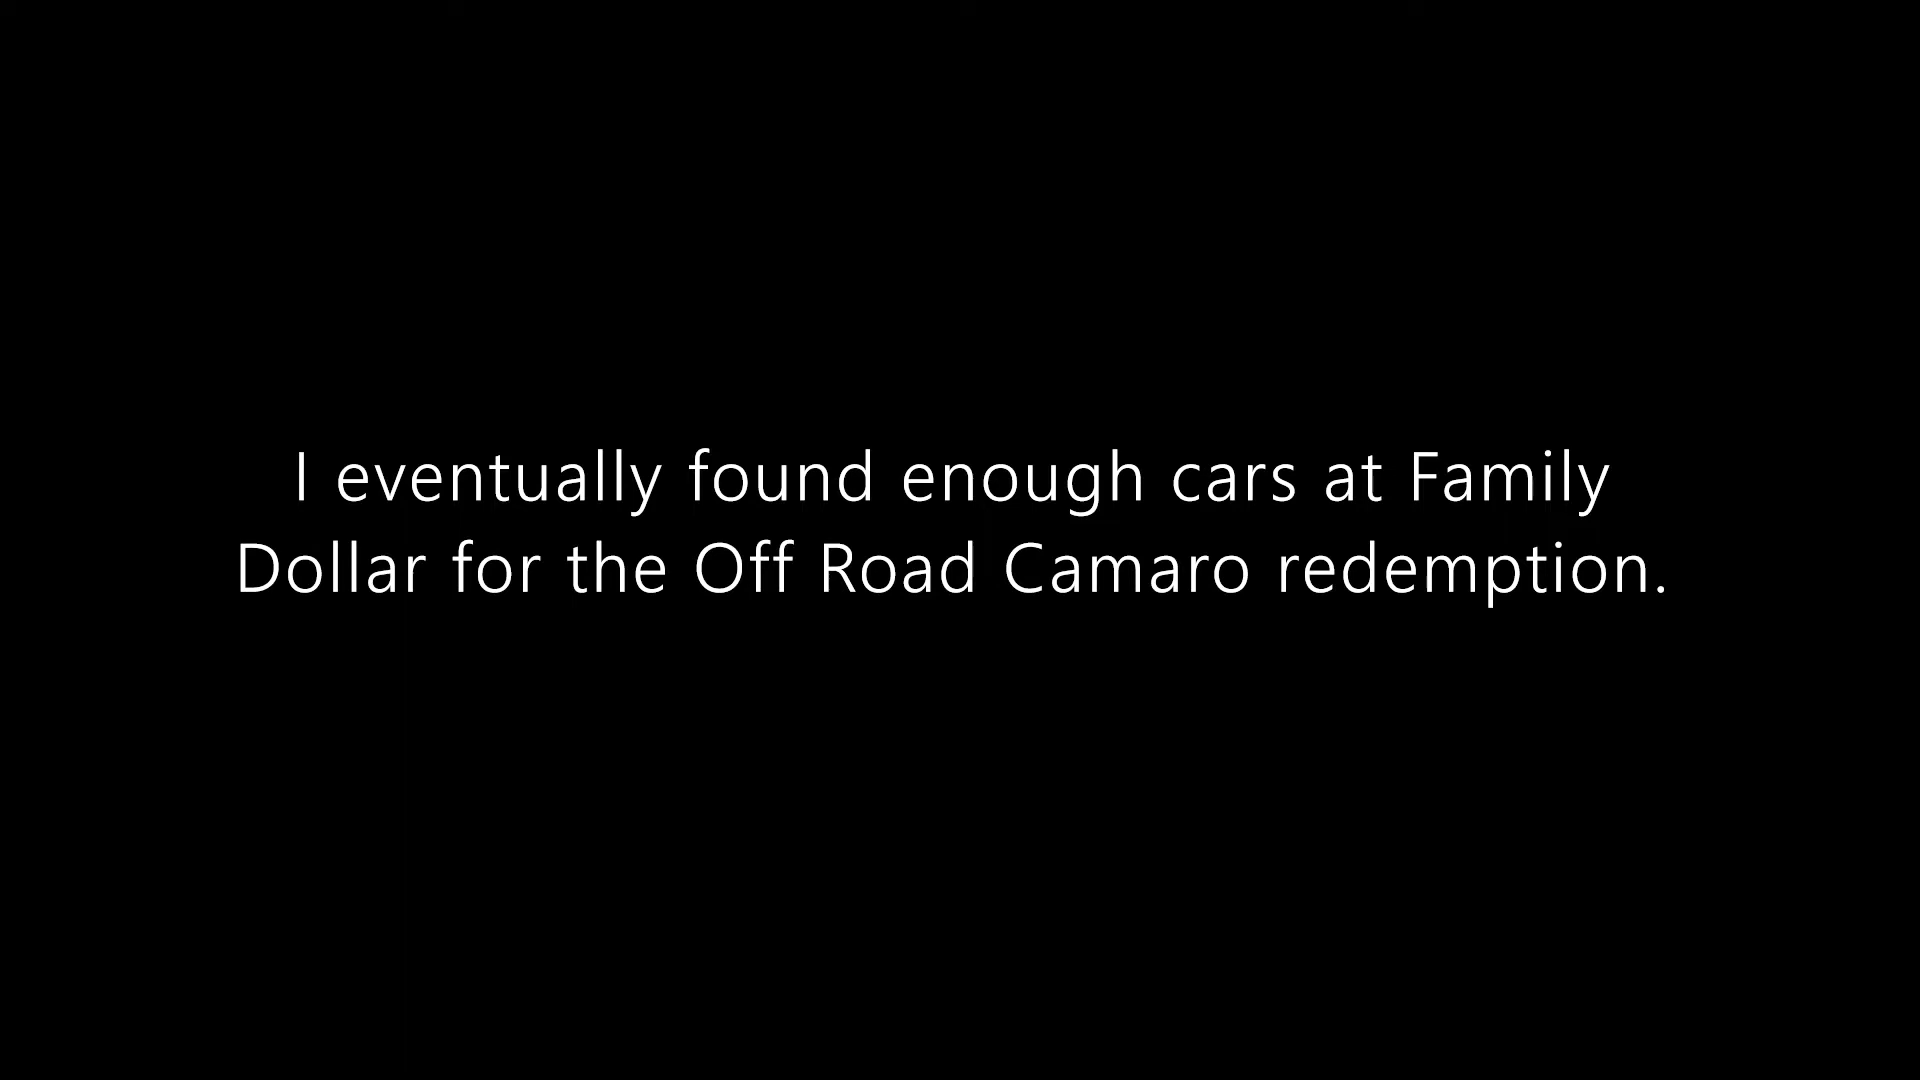 I eventually found enough cars at Family
Dollar for the Off Road Camaro redemption.